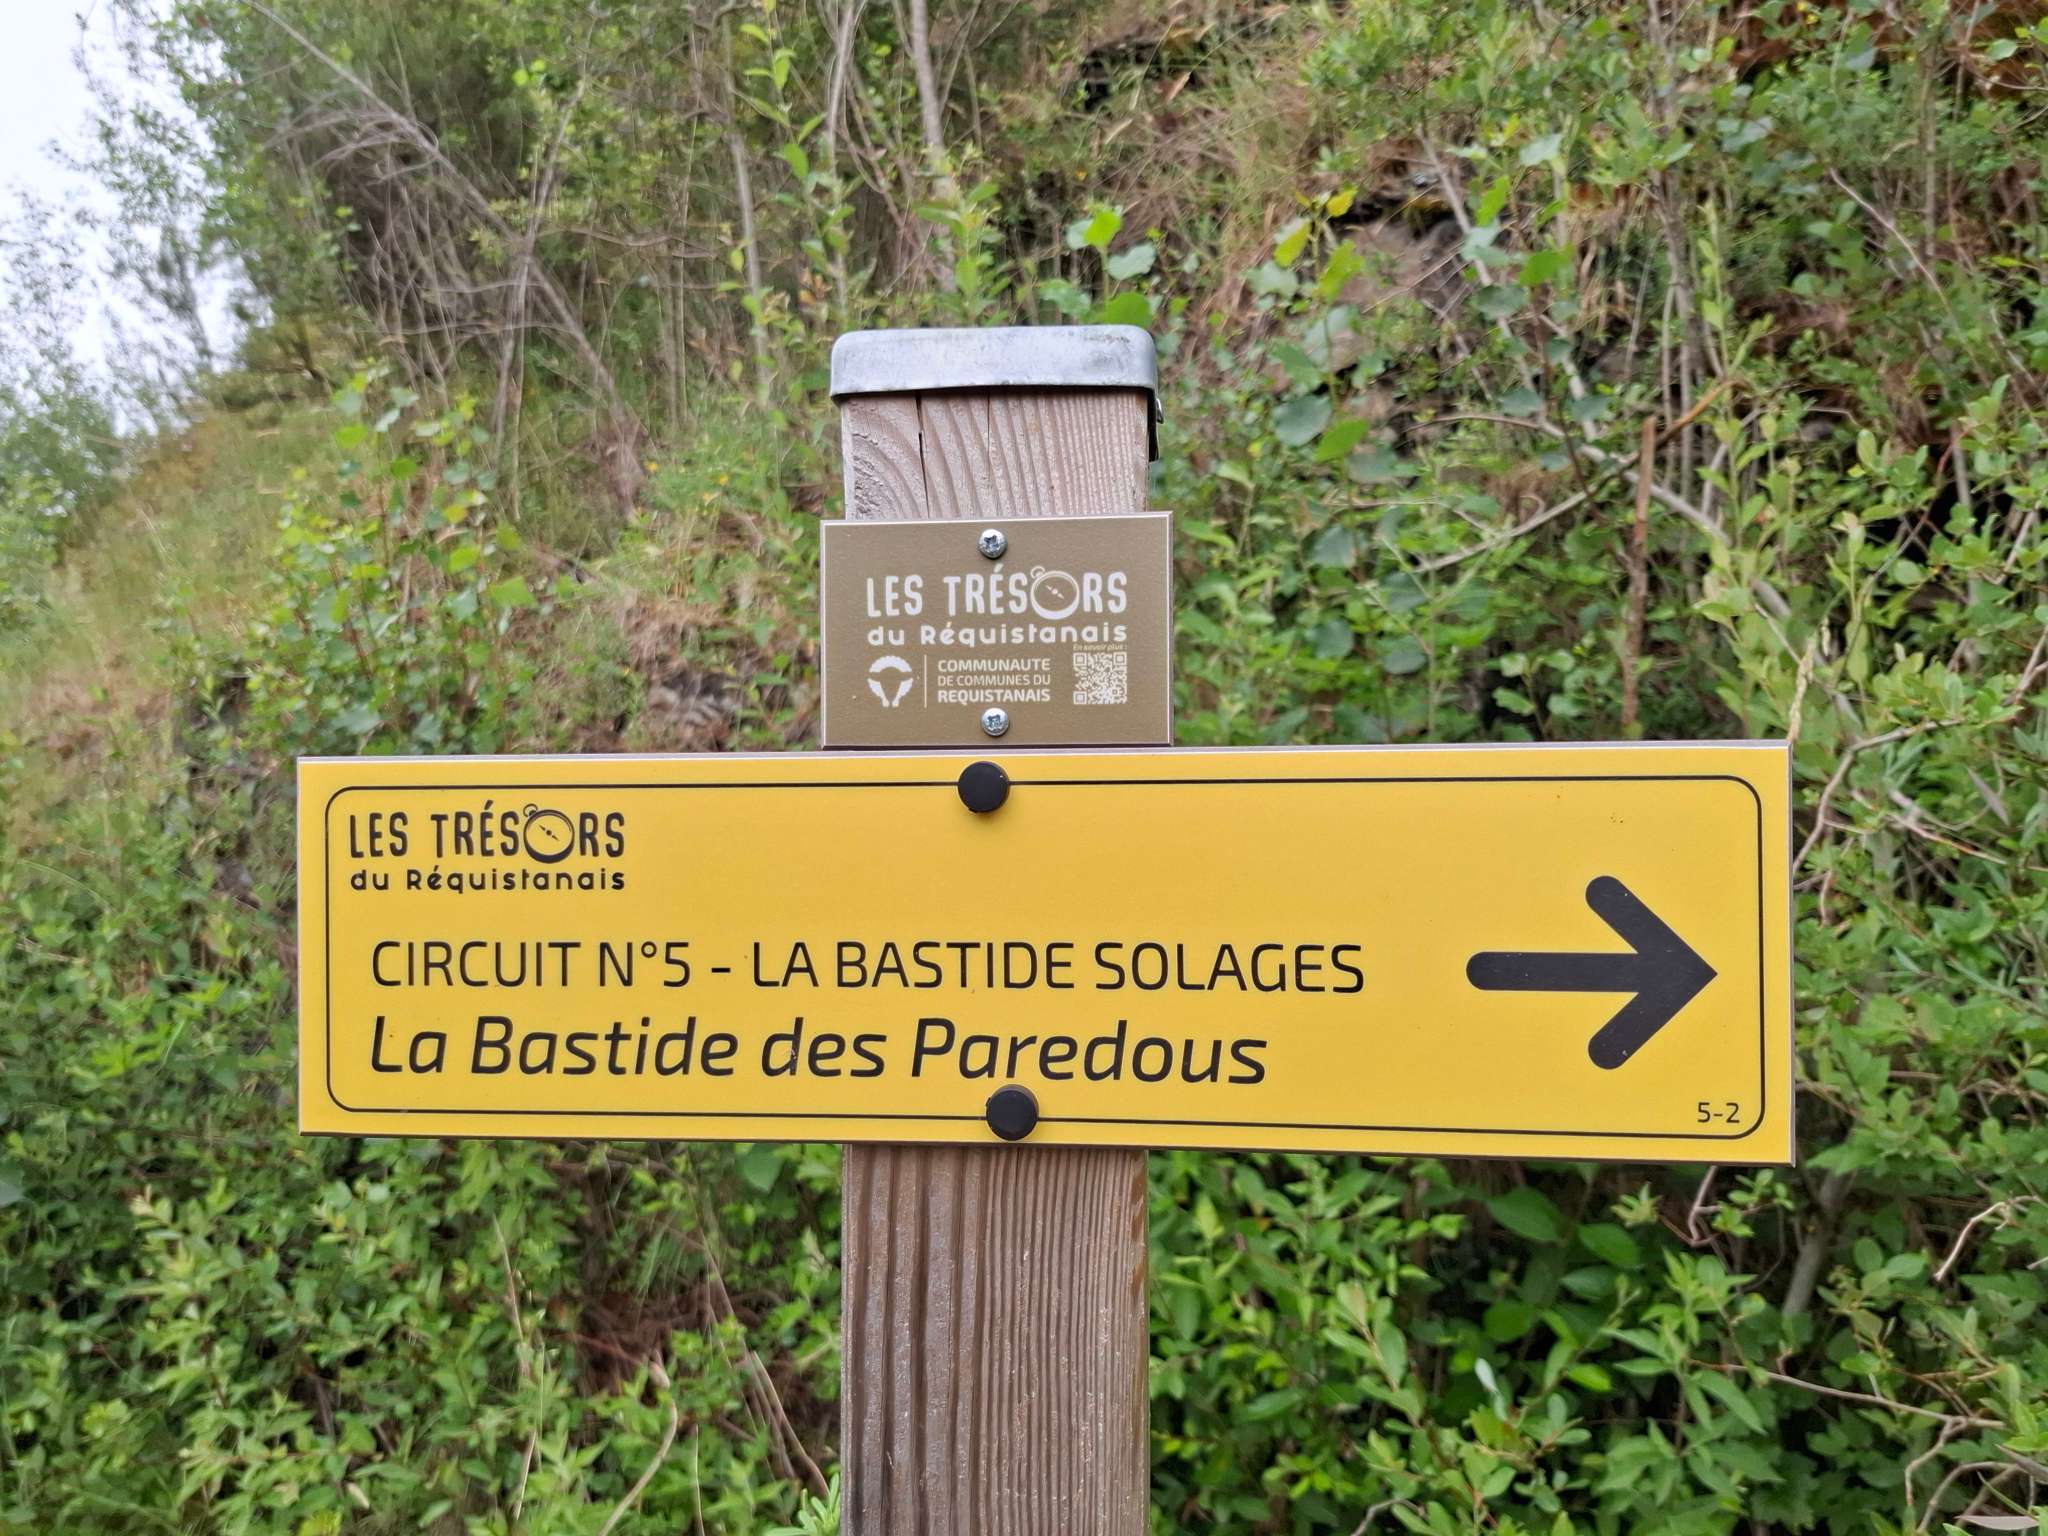 LES TRÉSORS
du Réquistanais
En savoir plus :
COMMUNAUTE
DE COMMUNES DU
REQUISTANAIS
LES TRÉSORS
du Réquistanais
CIRCUIT N°5 - LA BASTIDE SOLAGES
La Bastide des Paredous
5-2